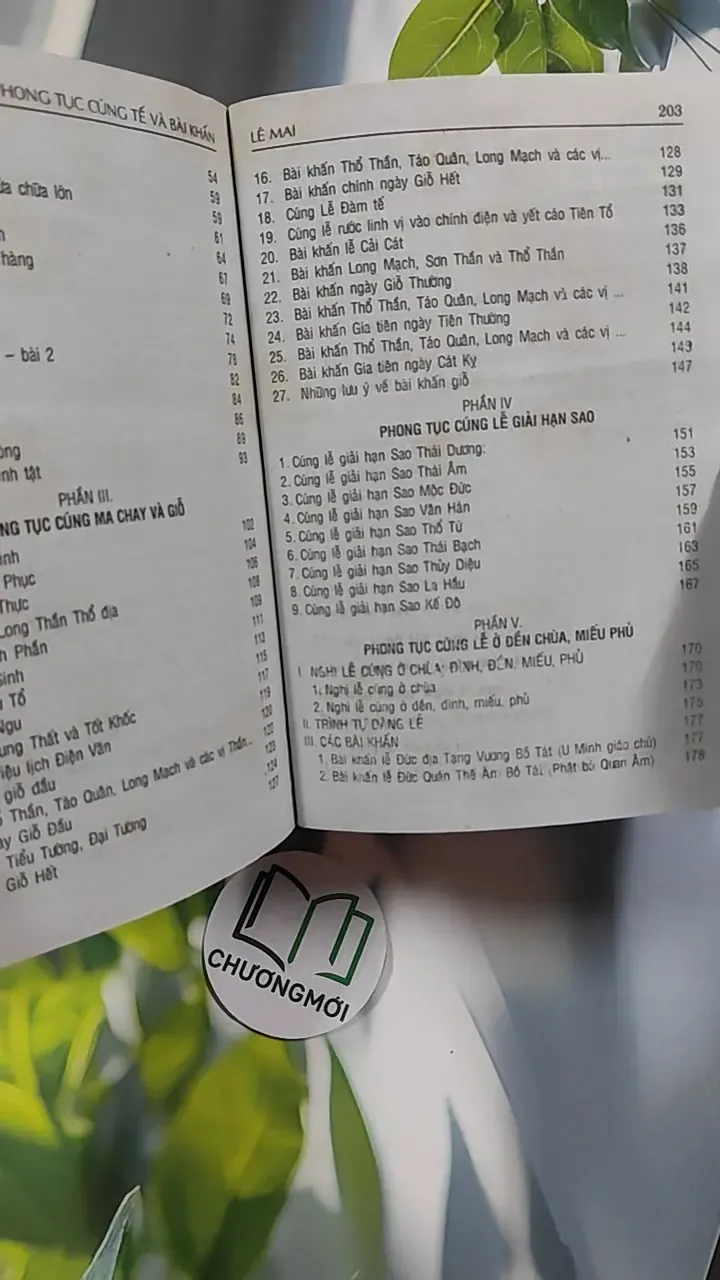 PHONG TỤC CÚNG TẾ VÀ BÀI KHẤN
54
chữa lớn 59
59
61
hàng 64
67
69
72
74
– bài 2 78
82
84
86
89
tật 93
PHẦN III.
TỤC CÚNG MA CHAY VÀ GIỖ
102
104
Phục 106
Thực 108
Long Thần Thổ địa 109
Phần 111
113
Tổ 115
Ngu 117
Thất và Tốt Khốc 119
lịch Điện Văn 120
giỗ đầu 122
Thần, Táo Quân, Long Mạch và các vị Thần... 123
Giỗ Đầu 124
Tiểu Tường, Đại Tường 127
Giỗ Hết
LÊ MAI 203
16. Bài khấn Thổ Thần, Táo Quân, Long Mạch và các vị... 128
17. Bài khấn chính ngày Giỗ Hết 129
18. Cúng Lễ Đàm tế 131
19. Cúng lễ rước linh vị vào chính điện và yết cáo Tiên Tổ 133
20. Bài khấn lễ Cải Cát 136
21. Bài khấn Long Mạch, Sơn Thần và Thổ Thần 137
22. Bài khấn ngày Giỗ Thường 138
23. Bài khấn Thổ Thần, Táo Quân, Long Mạch và các vị ... 141
24. Bài khấn Gia tiên ngày Tiên Thường 142
25. Bài khấn Thổ Thần, Táo Quân, Long Mạch và các vị ... 144
26. Bài khấn Gia tiên ngày Cát Kỵ 143
27. Những lưu ý về bài khấn giỗ 147
PHẦN IV
PHONG TỤC CÚNG LỄ GIẢI HẠN SAO
1. Cúng lễ giải hạn Sao Thái Dương: 151
2. Cúng lễ giải hạn Sao Thái Âm 153
3. Cúng lễ giải hạn Sao Mộc Đức 155
4. Cúng lễ giải hạn Sao Vân Hán 157
5. Cúng lễ giải hạn Sao Thổ Tú 159
6. Cúng lễ giải hạn Sao Thái Bạch 161
7. Cúng lễ giải hạn Sao Thủy Diệu 163
8. Cúng lễ giải hạn Sao La Hầu 165
9. Cúng lễ giải hạn Sao Kế Đô 167
PHẦN V.
PHONG TỤC CÚNG LỄ Ở ĐỀN CHÙA, MIẾU PHỦ
I. NGHI LỄ CÚNG Ở CHÙA, ĐÌNH, ĐỀN, MIẾU, PHỦ 170
1. Nghi lễ cúng ở chùa 170
2. Nghi lễ cúng ở đền, đình, miếu, phủ 173
II. TRÌNH TỰ DÂNG LỄ 175
III. CÁC BÀI KHẤN 177
1. Bài khấn lễ Đức địa Tạng Vương Bồ Tát (U Minh giáo chủ) 177
2. Bài khấn lễ Đức Quán Thế Âm Bồ Tát (Phật bà Quan Âm) 178
CHƯƠNGMỚI